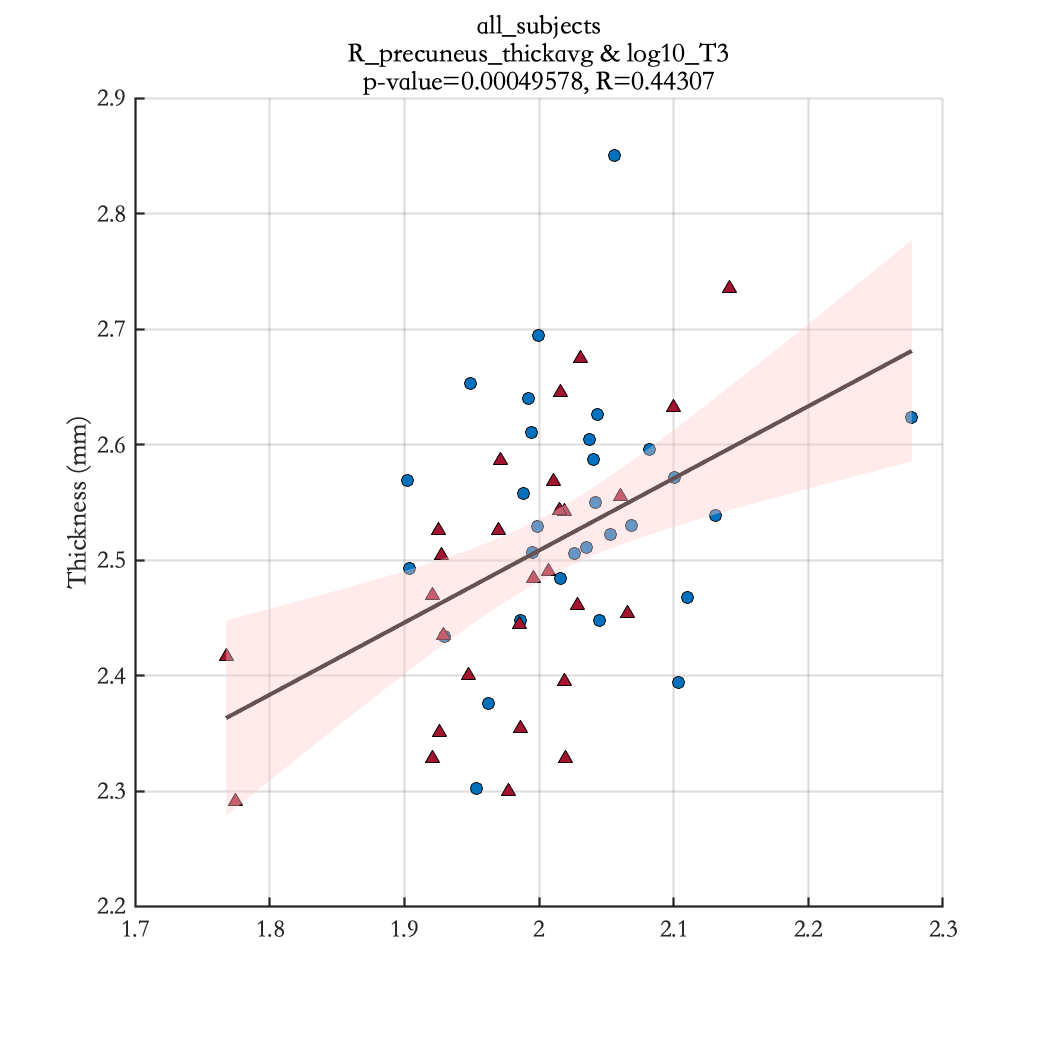 all_subjects
R_precuneus_thickavg & log10_T3
p-value=0.00049578, R=0.44307
2.9
2.8
2.7
2.6
2.5
2.4
2.3
2.2
Thickness (mm)
1.7 1.8 1.9 2 2.1 2.2 2.3